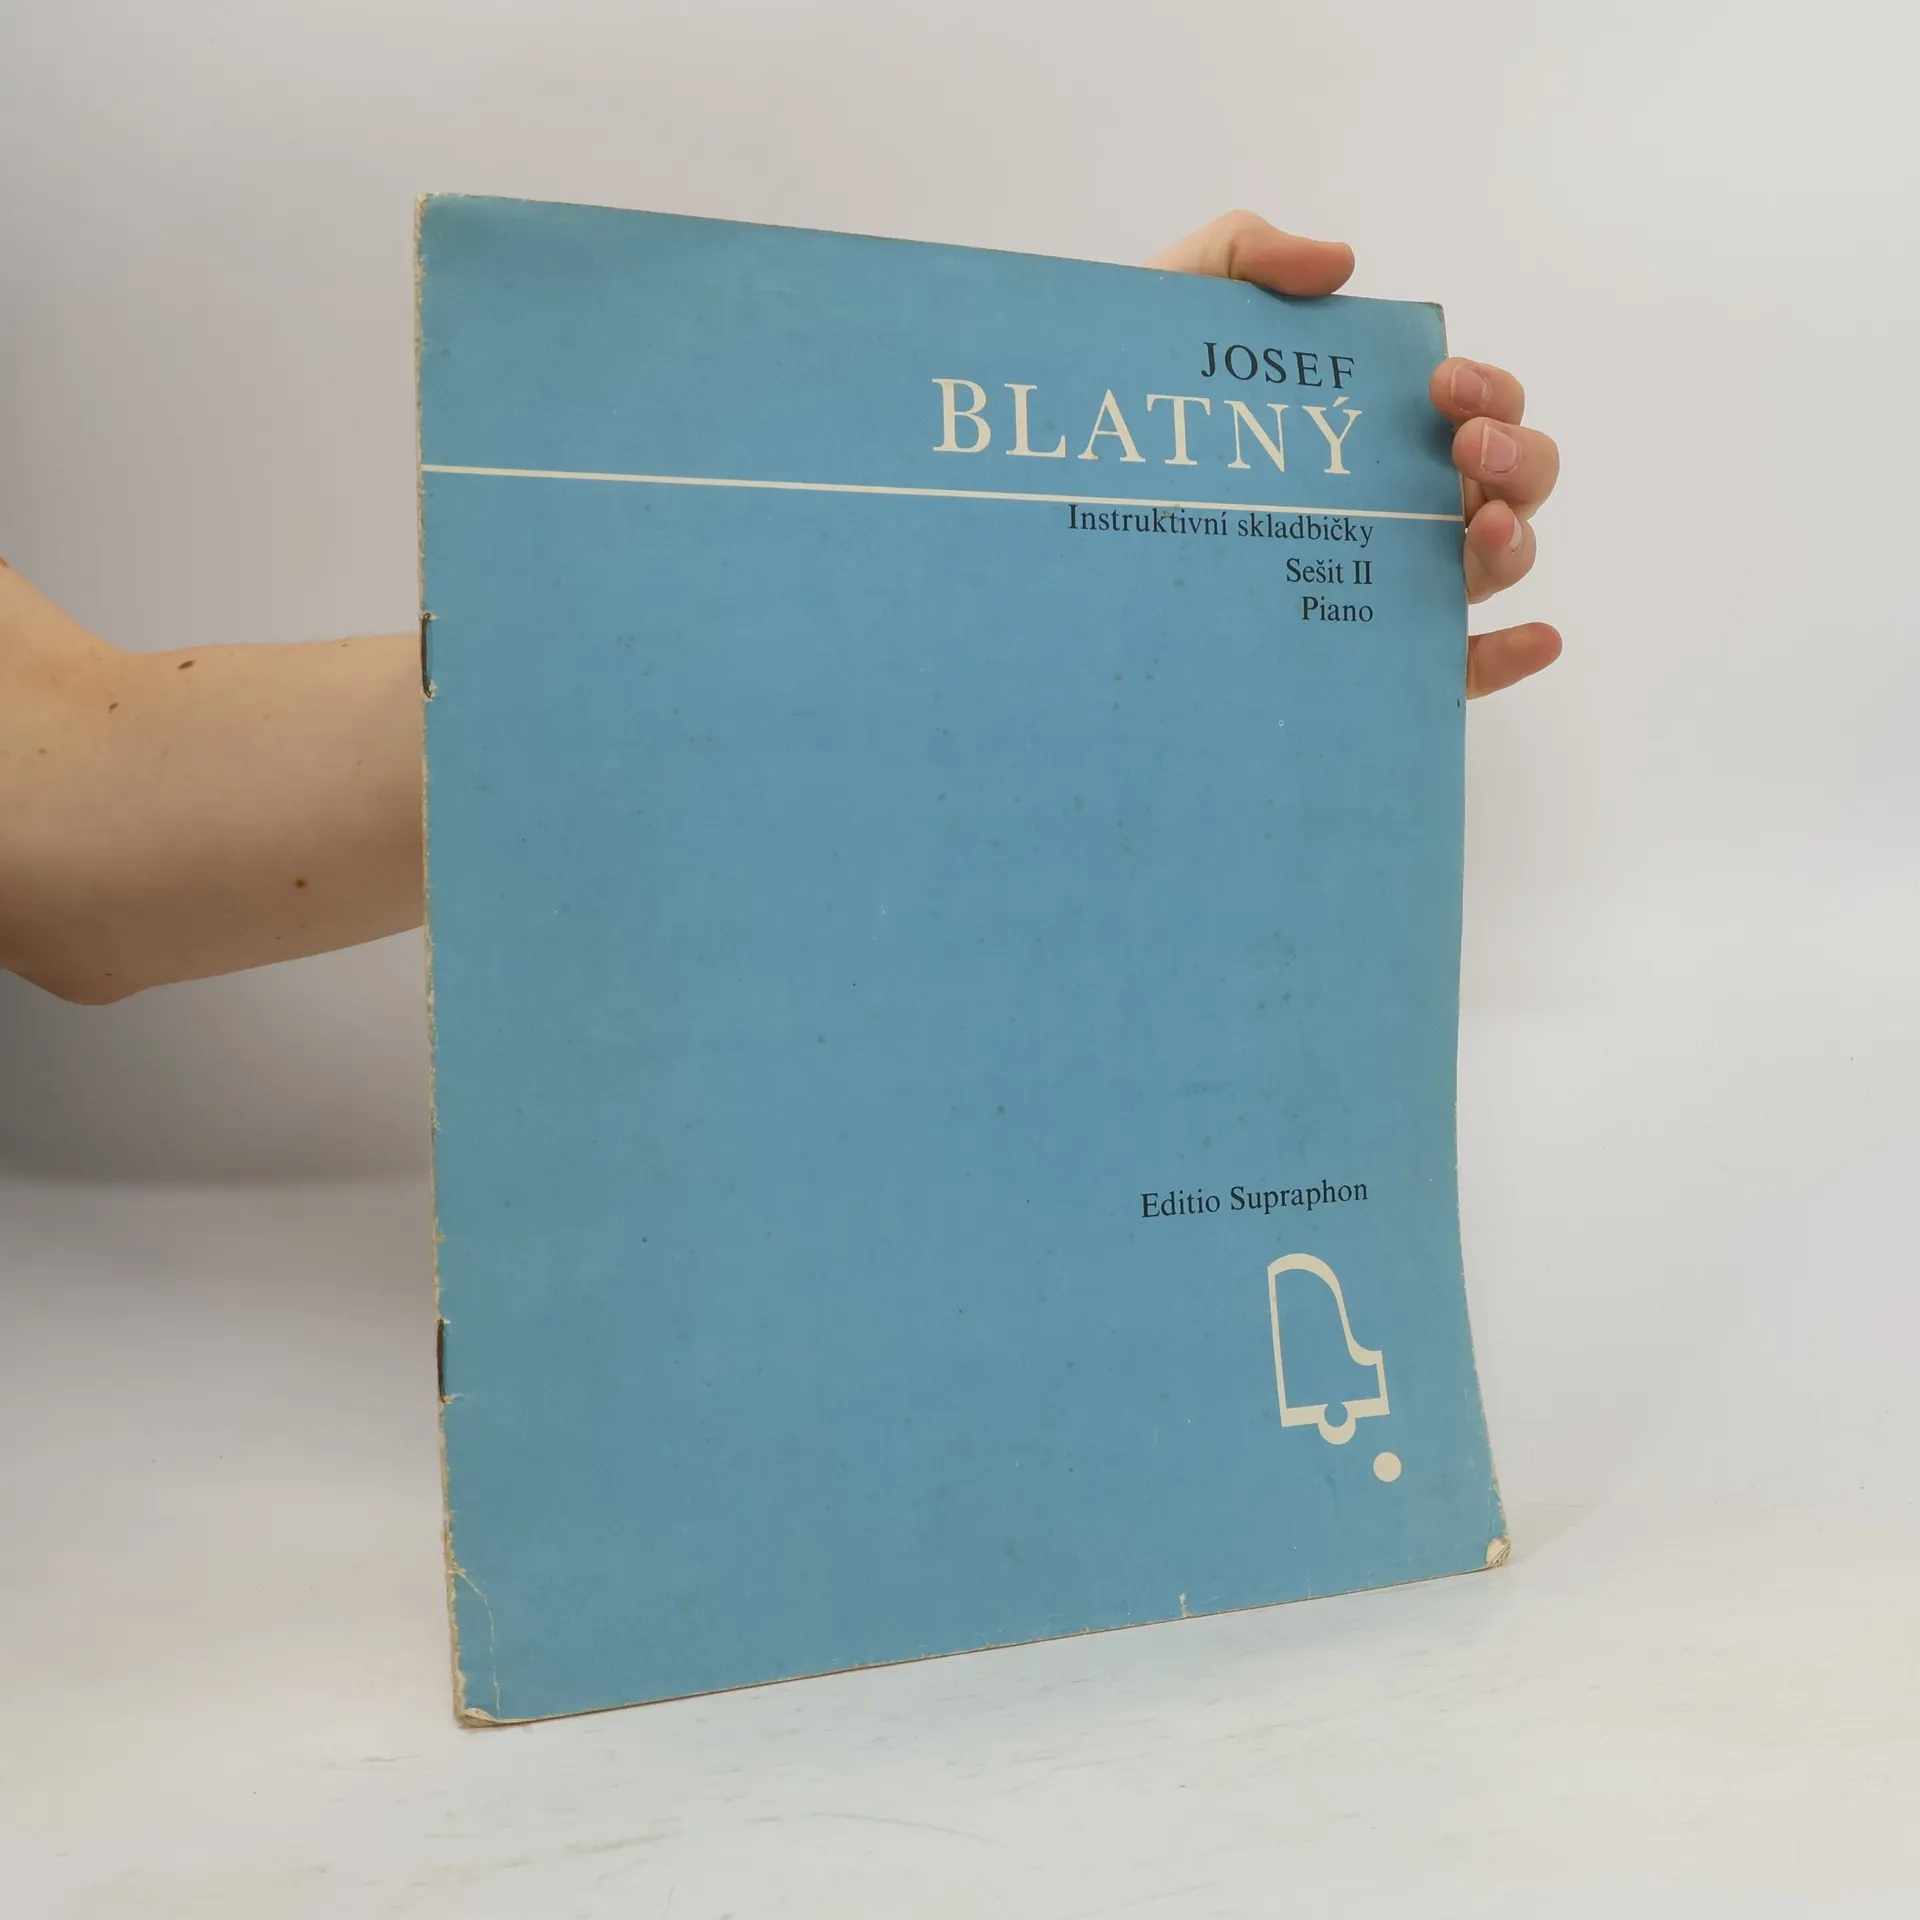 JOSEF
BLATNÝ
Instruktivní skladbičky
Sešit II
Piano
Editio Supraphon